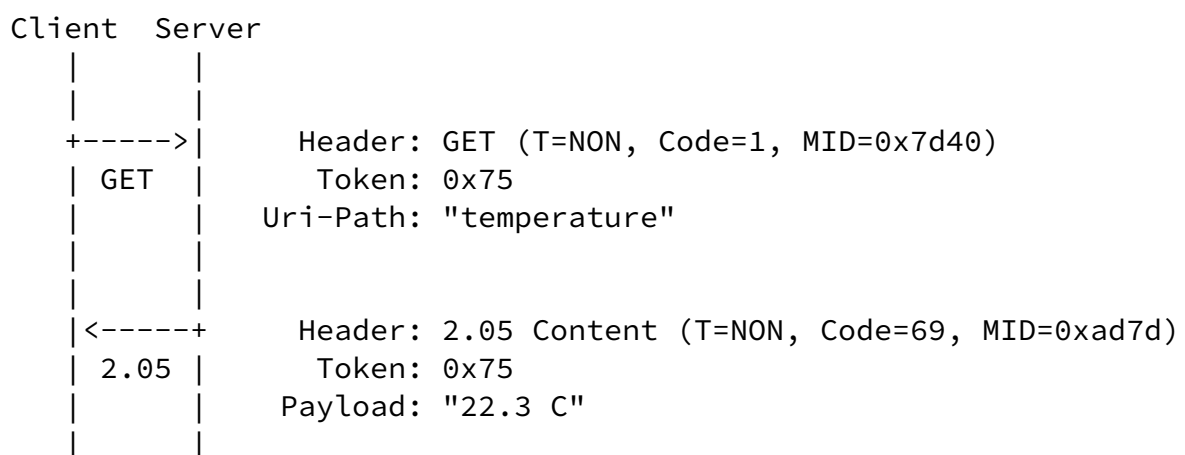 Client  Server
   |      |
   |      |
   +----->|     Header: GET (T=NON, Code=1, MID=0x7d40)
   | GET  |      Token: 0x75
   |      |   Uri-Path: "temperature"
   |      |
   |      |
   |<-----+     Header: 2.05 Content (T=NON, Code=69, MID=0xad7d)
   | 2.05 |      Token: 0x75
   |      |    Payload: "22.3 C"
   |      |